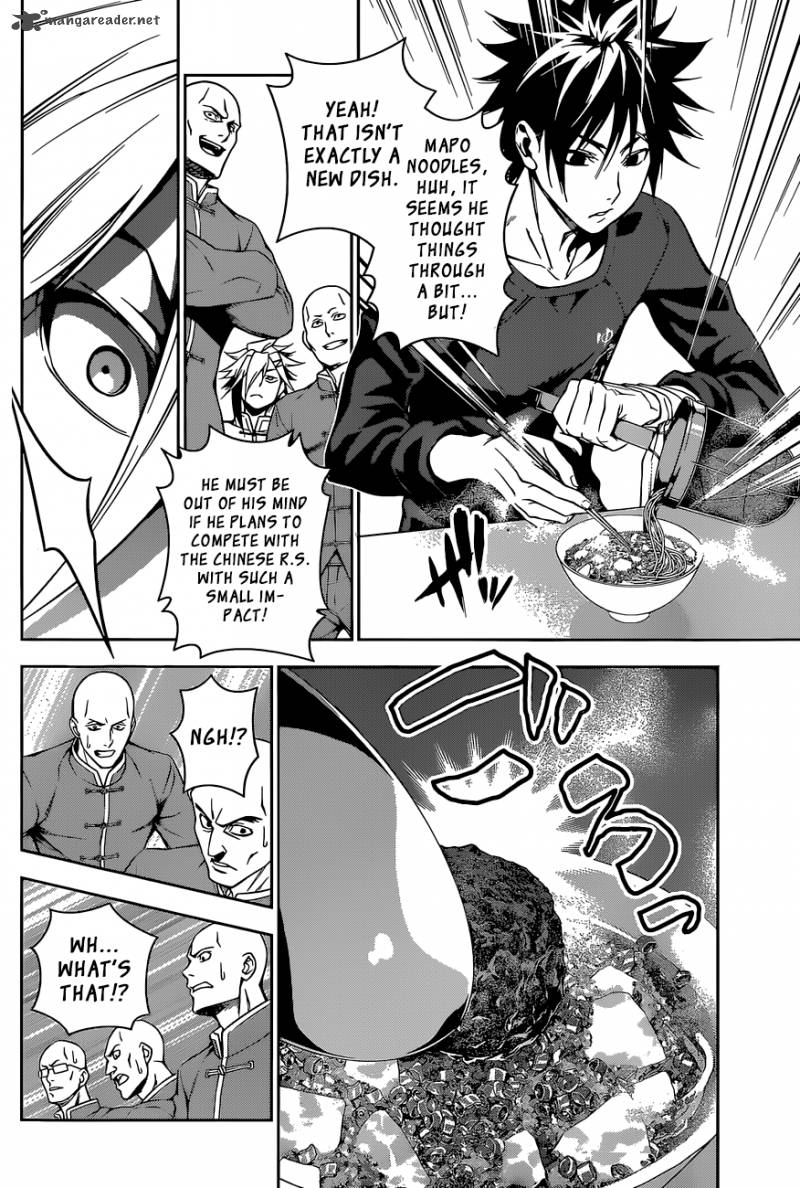 mangareader.net
MAPO
NOODLES,
HUH, IT
SEEMS HE
THOUGHT
THINGS
THROUGH
A BIT...
BUT!
YEAH!
THAT ISN'T
EXACTLY A
NEW DISH.
HE MUST BE
OUT OF HIS MIND
IF HE PLANS TO
COMPETE WITH
THE CHINESE R.S.
WITH SUCH A
SMALL IM-
PACT!
NGH!?
WH...
WHAT'S
THAT!?